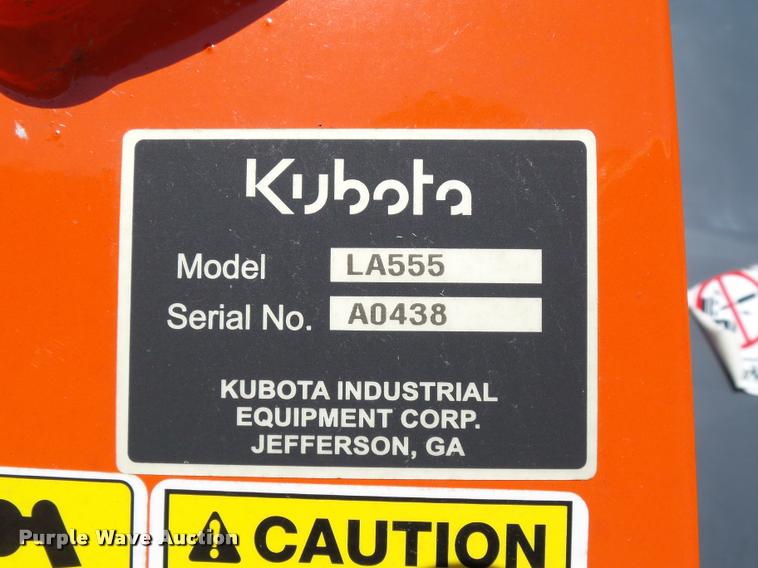 Kubota
Model LA555
Serial No. A0438
KUBOTA INDUSTRIAL
EQUIPMENT CORP.
JEFFERSON, GA
CAUTION
Purple Wave Auction